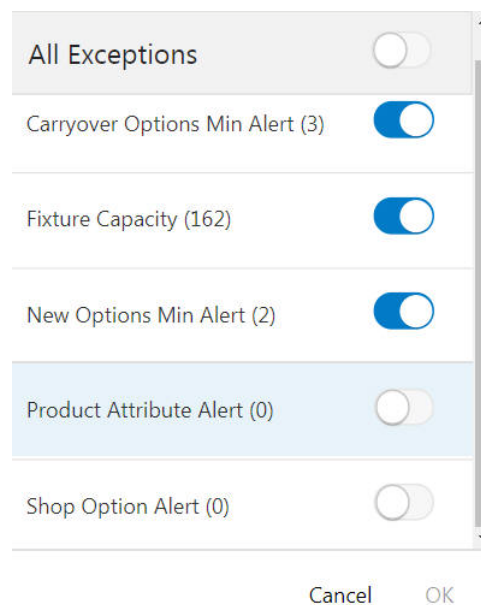 All Exceptions
Carryover Options Min Alert (3)
Fixture Capacity (162)
New Options Min Alert (2)
Product Attribute Alert (0)
Shop Option Alert (0)
Cancel OK